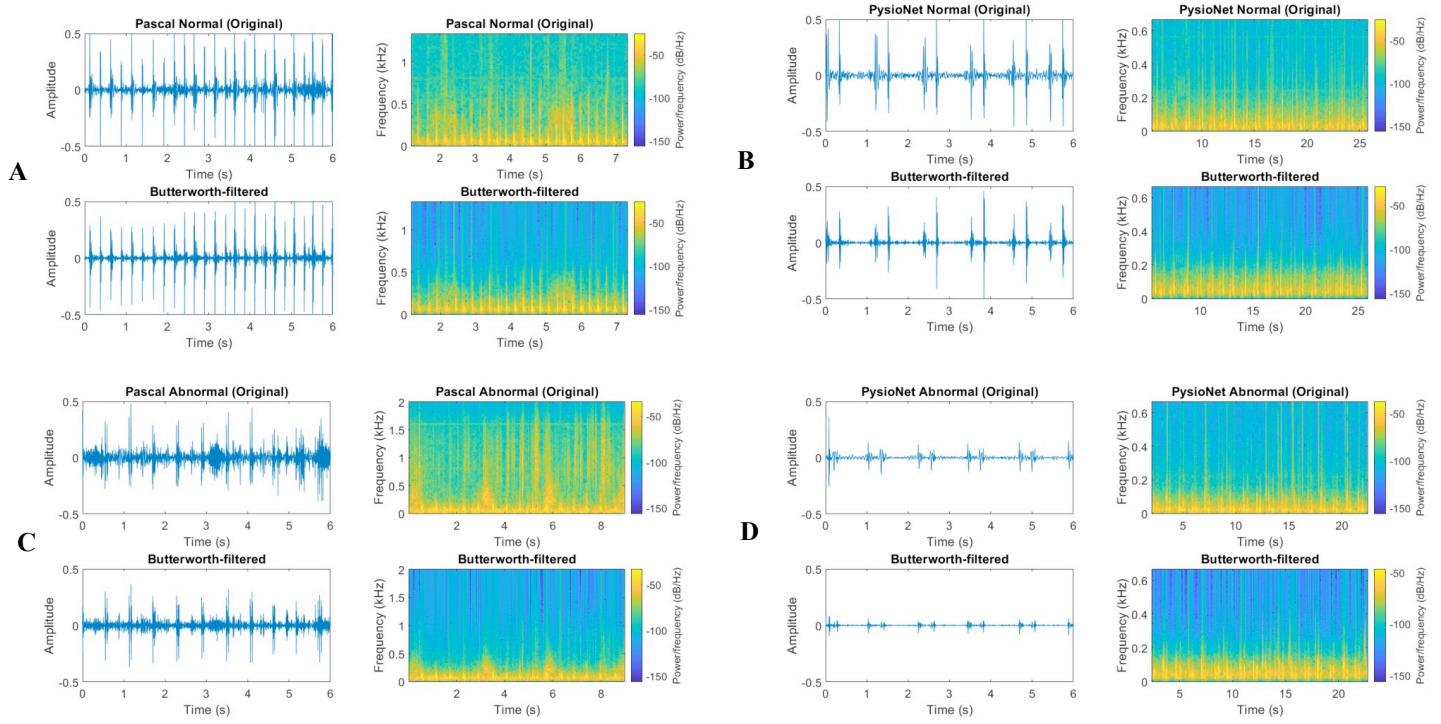 A
Pascal Normal (Original)
0.5
0
-0.5
Amplitude
0 1 2 3 4 5 6
Time (s)
Pascal Normal (Original)
1
0.5
0
Frequency (kHz)
2 3 4 5 6 7
Time (s)
-50
-100
-150
Power/frequency (dB/Hz)
Butterworth-filtered
0.5
0
-0.5
Amplitude
0 1 2 3 4 5 6
Time (s)
Butterworth-filtered
1
0.5
0
Frequency (kHz)
2 3 4 5 6 7
Time (s)
-50
-100
-150
Power/frequency (dB/Hz)
B
PysioNet Normal (Original)
0.5
0
-0.5
Amplitude
0 1 2 3 4 5 6
Time (s)
PysioNet Normal (Original)
0.6
0.4
0.2
0
Frequency (kHz)
10 15 20 25
Time (s)
-50
-100
-150
Power/frequency (dB/Hz)
Butterworth-filtered
0.5
0
-0.5
Amplitude
0 1 2 3 4 5 6
Time (s)
Butterworth-filtered
0.6
0.4
0.2
0
Frequency (kHz)
10 15 20 25
Time (s)
-50
-100
-150
Power/frequency (dB/Hz)
C
Pascal Abnormal (Original)
0.5
0
-0.5
Amplitude
0 1 2 3 4 5 6
Time (s)
Pascal Abnormal (Original)
2
1.5
1
0.5
0
Frequency (kHz)
2 4 6 8
Time (s)
-50
-100
-150
Power/frequency (dB/Hz)
Butterworth-filtered
0.5
0
-0.5
Amplitude
0 1 2 3 4 5 6
Time (s)
Butterworth-filtered
2
1.5
1
0.5
0
Frequency (kHz)
2 4 6 8
Time (s)
-50
-100
-150
Power/frequency (dB/Hz)
D
PysioNet Abnormal (Original)
0.5
0
-0.5
Amplitude
0 1 2 3 4 5 6
Time (s)
PysioNet Abnormal (Original)
0.6
0.4
0.2
0
Frequency (kHz)
5 10 15 20
Time (s)
-50
-100
-150
Power/frequency (dB/Hz)
Butterworth-filtered
0.5
0
-0.5
Amplitude
0 1 2 3 4 5 6
Time (s)
Butterworth-filtered
0.6
0.4
0.2
0
Frequency (kHz)
5 10 15 20
Time (s)
-50
-100
-150
Power/frequency (dB/Hz)